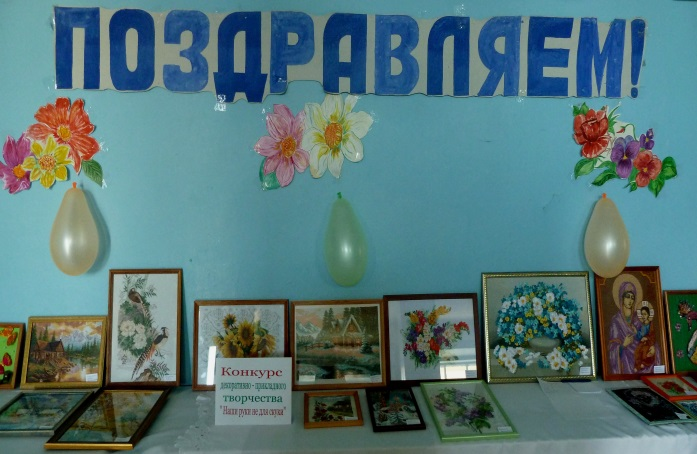 ПОЗДРАВЛЯЕМ!
Конкурс
декоративно - прикладного
творчества
"Наши руки не для скуки"